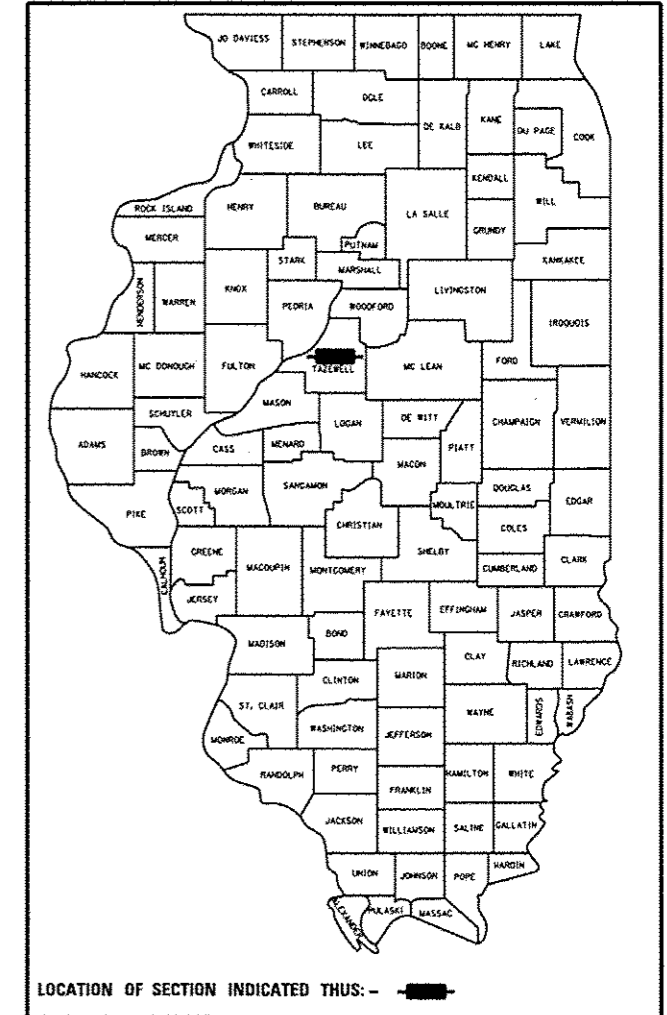 JO DAVIESS STEPHERSON WINNEBAGO BOONE MC HENRY LAKE
CARROLL OGLE DE KALB KANE DU PAGE COOK
WHITESIDE LEE
KENDALL WILL
ROCK ISLAND HENRY BUREAU LA SALLE GRUNDY
MERCER PUTNAM
STARK MARSHALL KANKAKEE
HENDERSON WARREN KNOX PEORIA WOODFORD LIVINGSTON IROQUOIS
HANCOCK MC DONOUGH FULTON TAZEWELL MC LEAN FORD
SCHUYLER MASON LOGAN DE WITT CHAMPAIGN VERMILION
ADAMS BROWN CASS MENARD PIATT
MACON
PIKE SCOTT MORGAN SANGAMON MOULTRIE DOUGLAS EDGAR
CHRISTIAN COLES
CALHOUN GREENE MACOUPIN MONTGOMERY SHELBY CUMBERLAND CLARK
JERSEY
MADISON BOND FAYETTE EFFINGHAM JASPER CRAWFORD
CLINTON MARION CLAY RICHLAND LAWRENCE
ST. CLAIR WASHINGTON JEFFERSON WAYNE EDWARDS WABASH
MONROE
RANDOLPH PERRY FRANKLIN HAMILTON WHITE
JACKSON WILLIAMSON SALINE GALLATIN
UNION JOHNSON POPE HARDIN
ALEXANDER PULASKI MASSAC
LOCATION OF SECTION INDICATED THUS: -